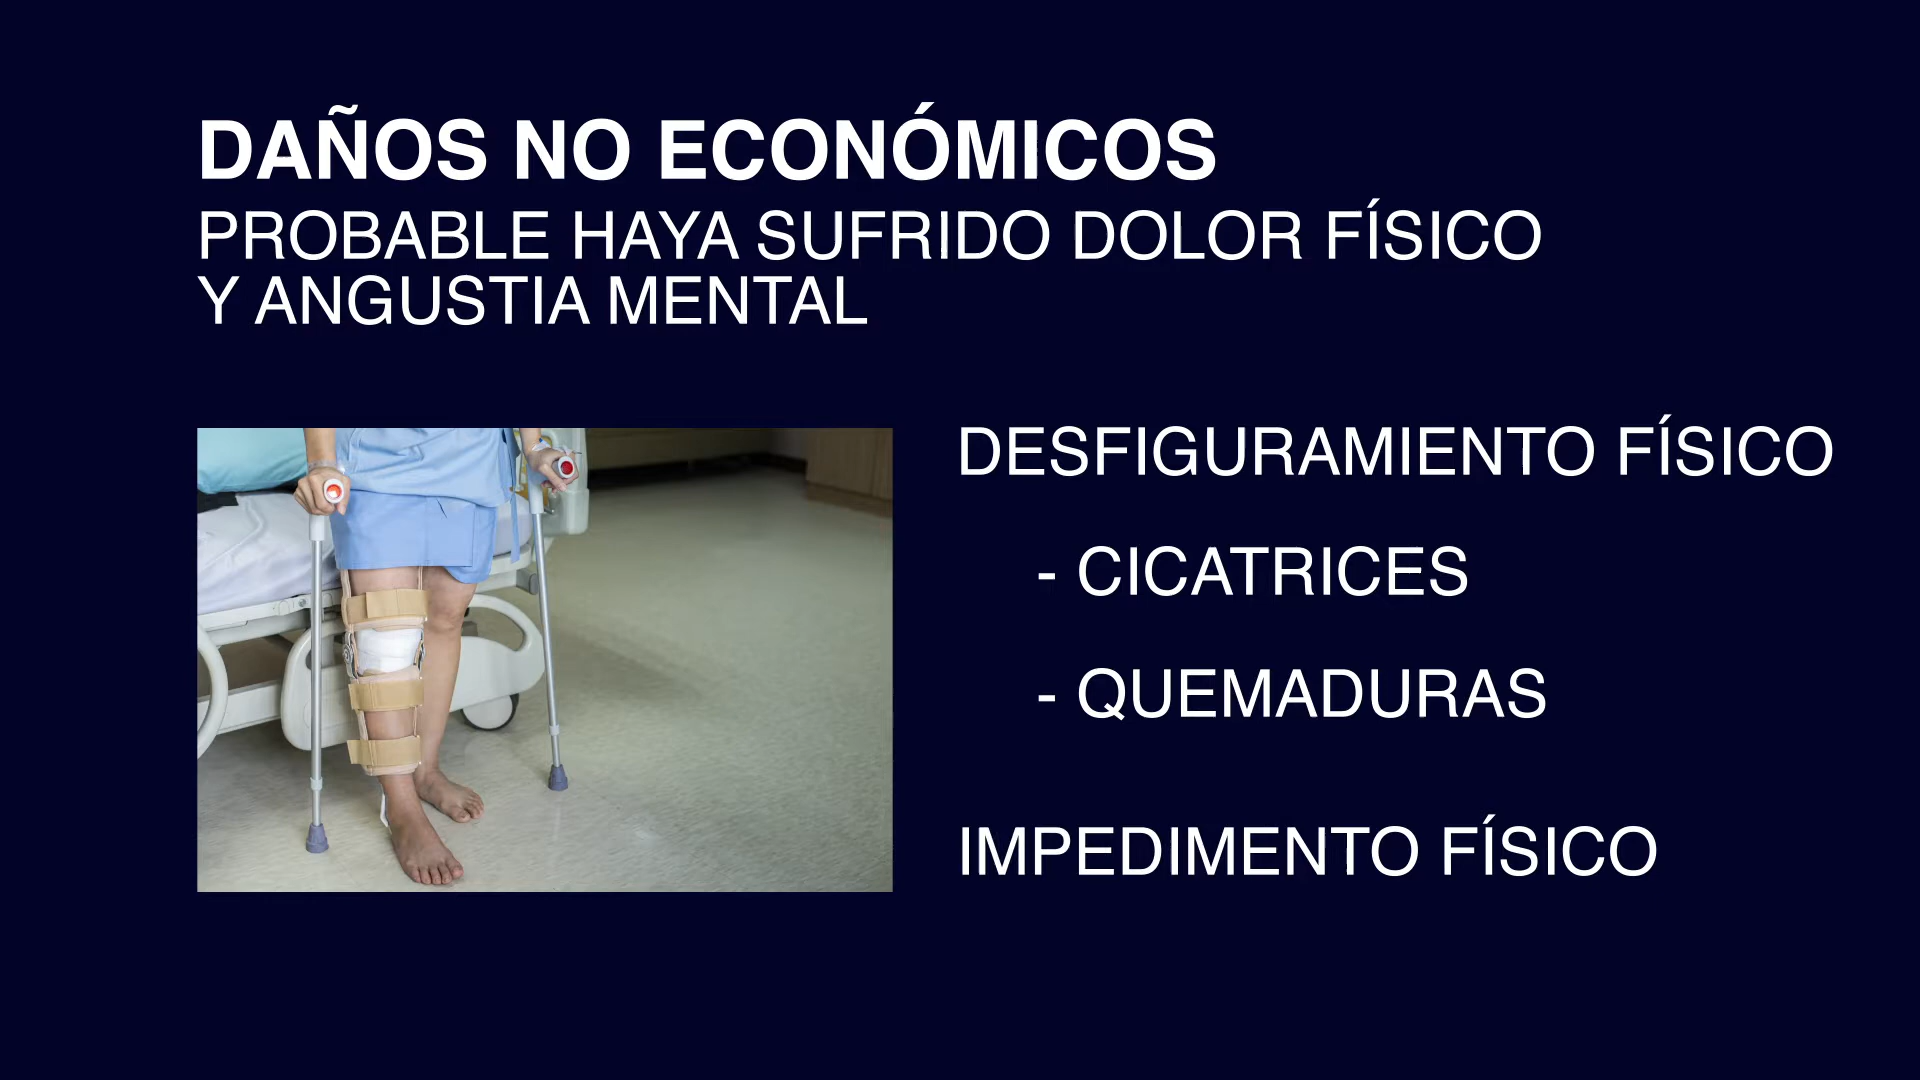 DAÑOS NO ECONÓMICOS
PROBABLE HAYA SUFRIDO DOLOR FÍSICO
Y ANGUSTIA MENTAL
DESFIGURAMIENTO FÍSICO
- CICATRICES
- QUEMADURAS
IMPEDIMENTO FÍSICO